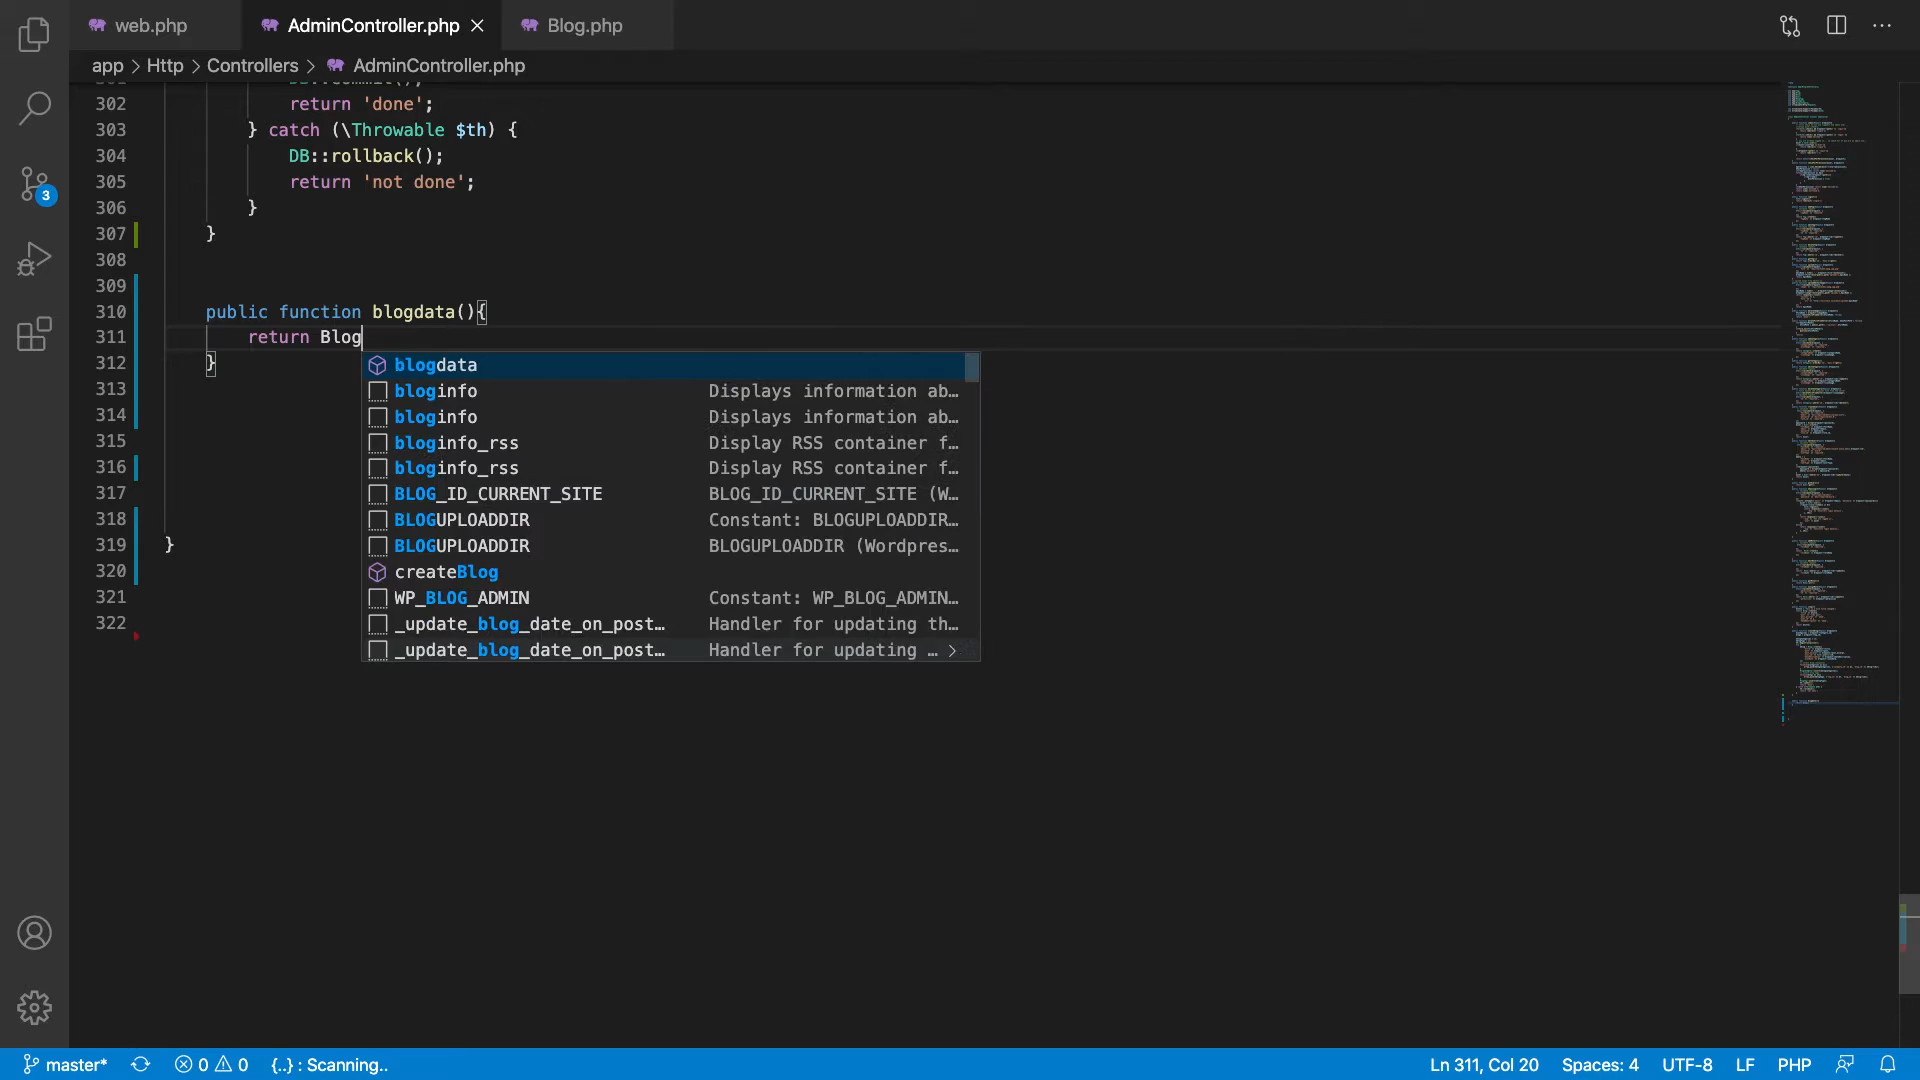 web.php AdminController.php Blog.php
app Http Controllers AdminController.php
302 return 'done';
303 } catch (\Throwable $th) {
304 DB::rollback();
305 return 'not done';
306 }
307 }
308
309
310 public function blogdata(){
311 return Blog
312 }
313
314
315
316
317
318
319 }
320
321
322
blogdata
bloginfo Displays information ab…
bloginfo Displays information ab…
bloginfo_rss Display RSS container f…
bloginfo_rss Display RSS container f…
BLOG_ID_CURRENT_SITE BLOG_ID_CURRENT_SITE (W…
BLOGUPLOADDIR Constant: BLOGUPLOADDIR…
BLOGUPLOADDIR BLOGUPLOADDIR (Wordpres…
createBlog
WP_BLOG_ADMIN Constant: WP_BLOG_ADMIN…
_update_blog_date_on_post… Handler for updating th…
_update_blog_date_on_post… Handler for updating …
3
master* 0 0 {..} : Scanning.. Ln 311, Col 20 Spaces: 4 UTF-8 LF PHP